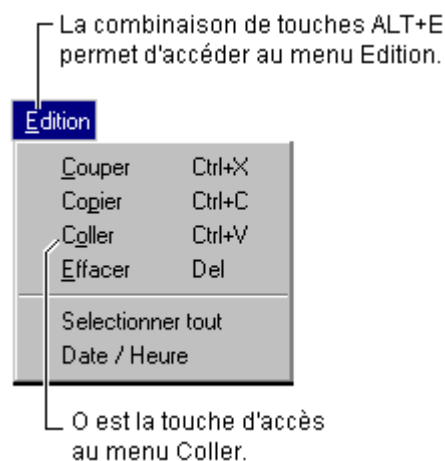 La combinaison de touches ALT+E
permet d'accéder au menu Edition.
Edition
Couper Ctrl+X
Copier Ctrl+C
Coller Ctrl+V
Effacer Del
Selectionner tout
Date / Heure
O est la touche d'accès
au menu Coller.